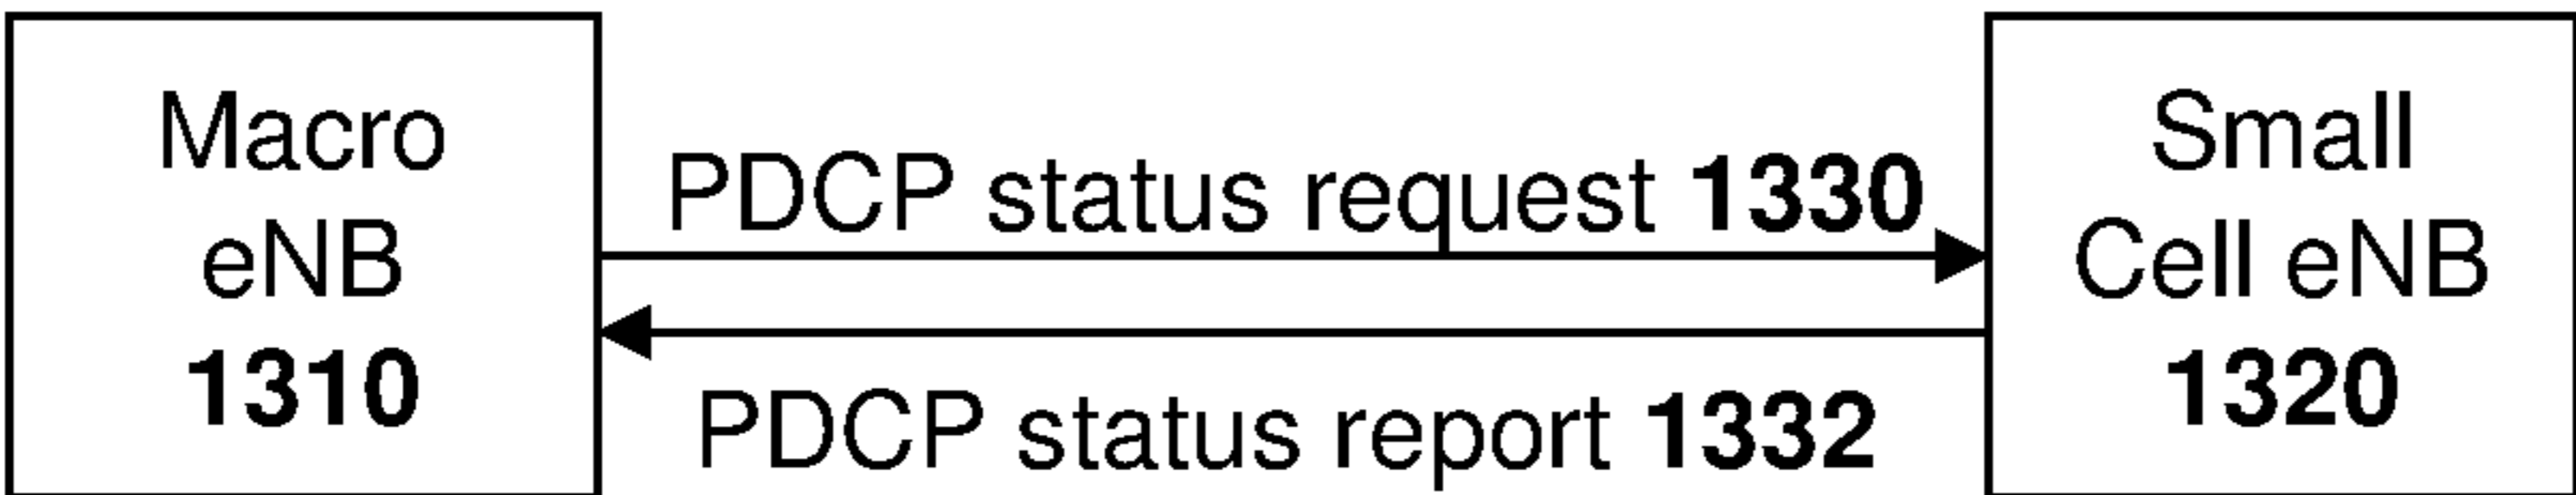 Macro
eNB
1310
PDCP status request 1330
PDCP status report 1332
Small
Cell eNB
1320